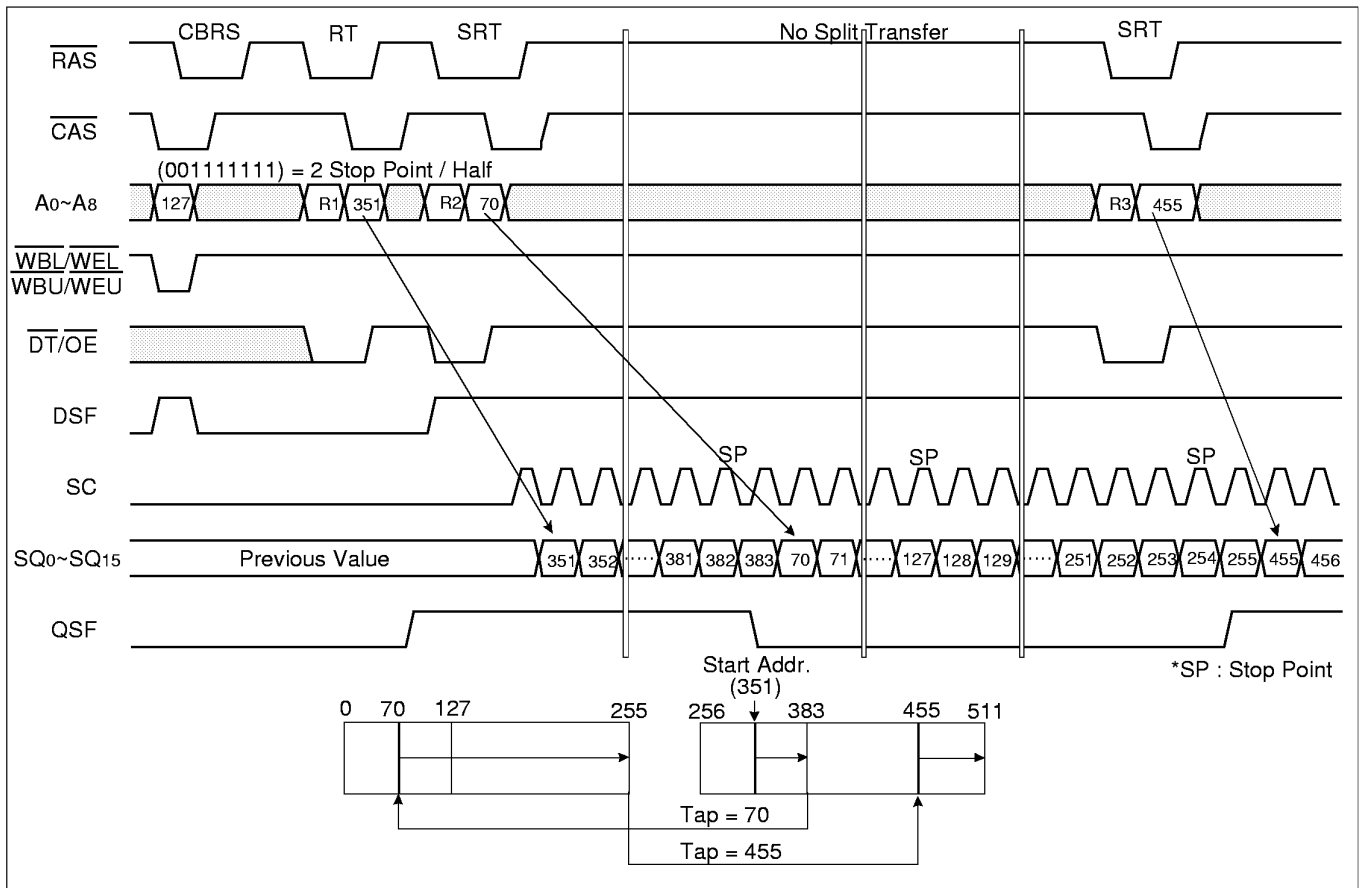 CBRS RT SRT No Split Transfer SRT
RAS
CAS
(001111111) = 2 Stop Point / Half
A0~A8 127 R1 351 R2 70 R3 455
WBL/WEL
WBU/WEU
DT/OE
DSF
SP SP SP
SC
SQ0~SQ15 Previous Value 351 352 ····· 381 382 383 70 71 ····· 127 128 129 ····· 251 252 253 254 255 455 456
QSF
*SP : Stop Point
Start Addr.
(351)
0 70 127 255 256 383 455 511
Tap = 70
Tap = 455